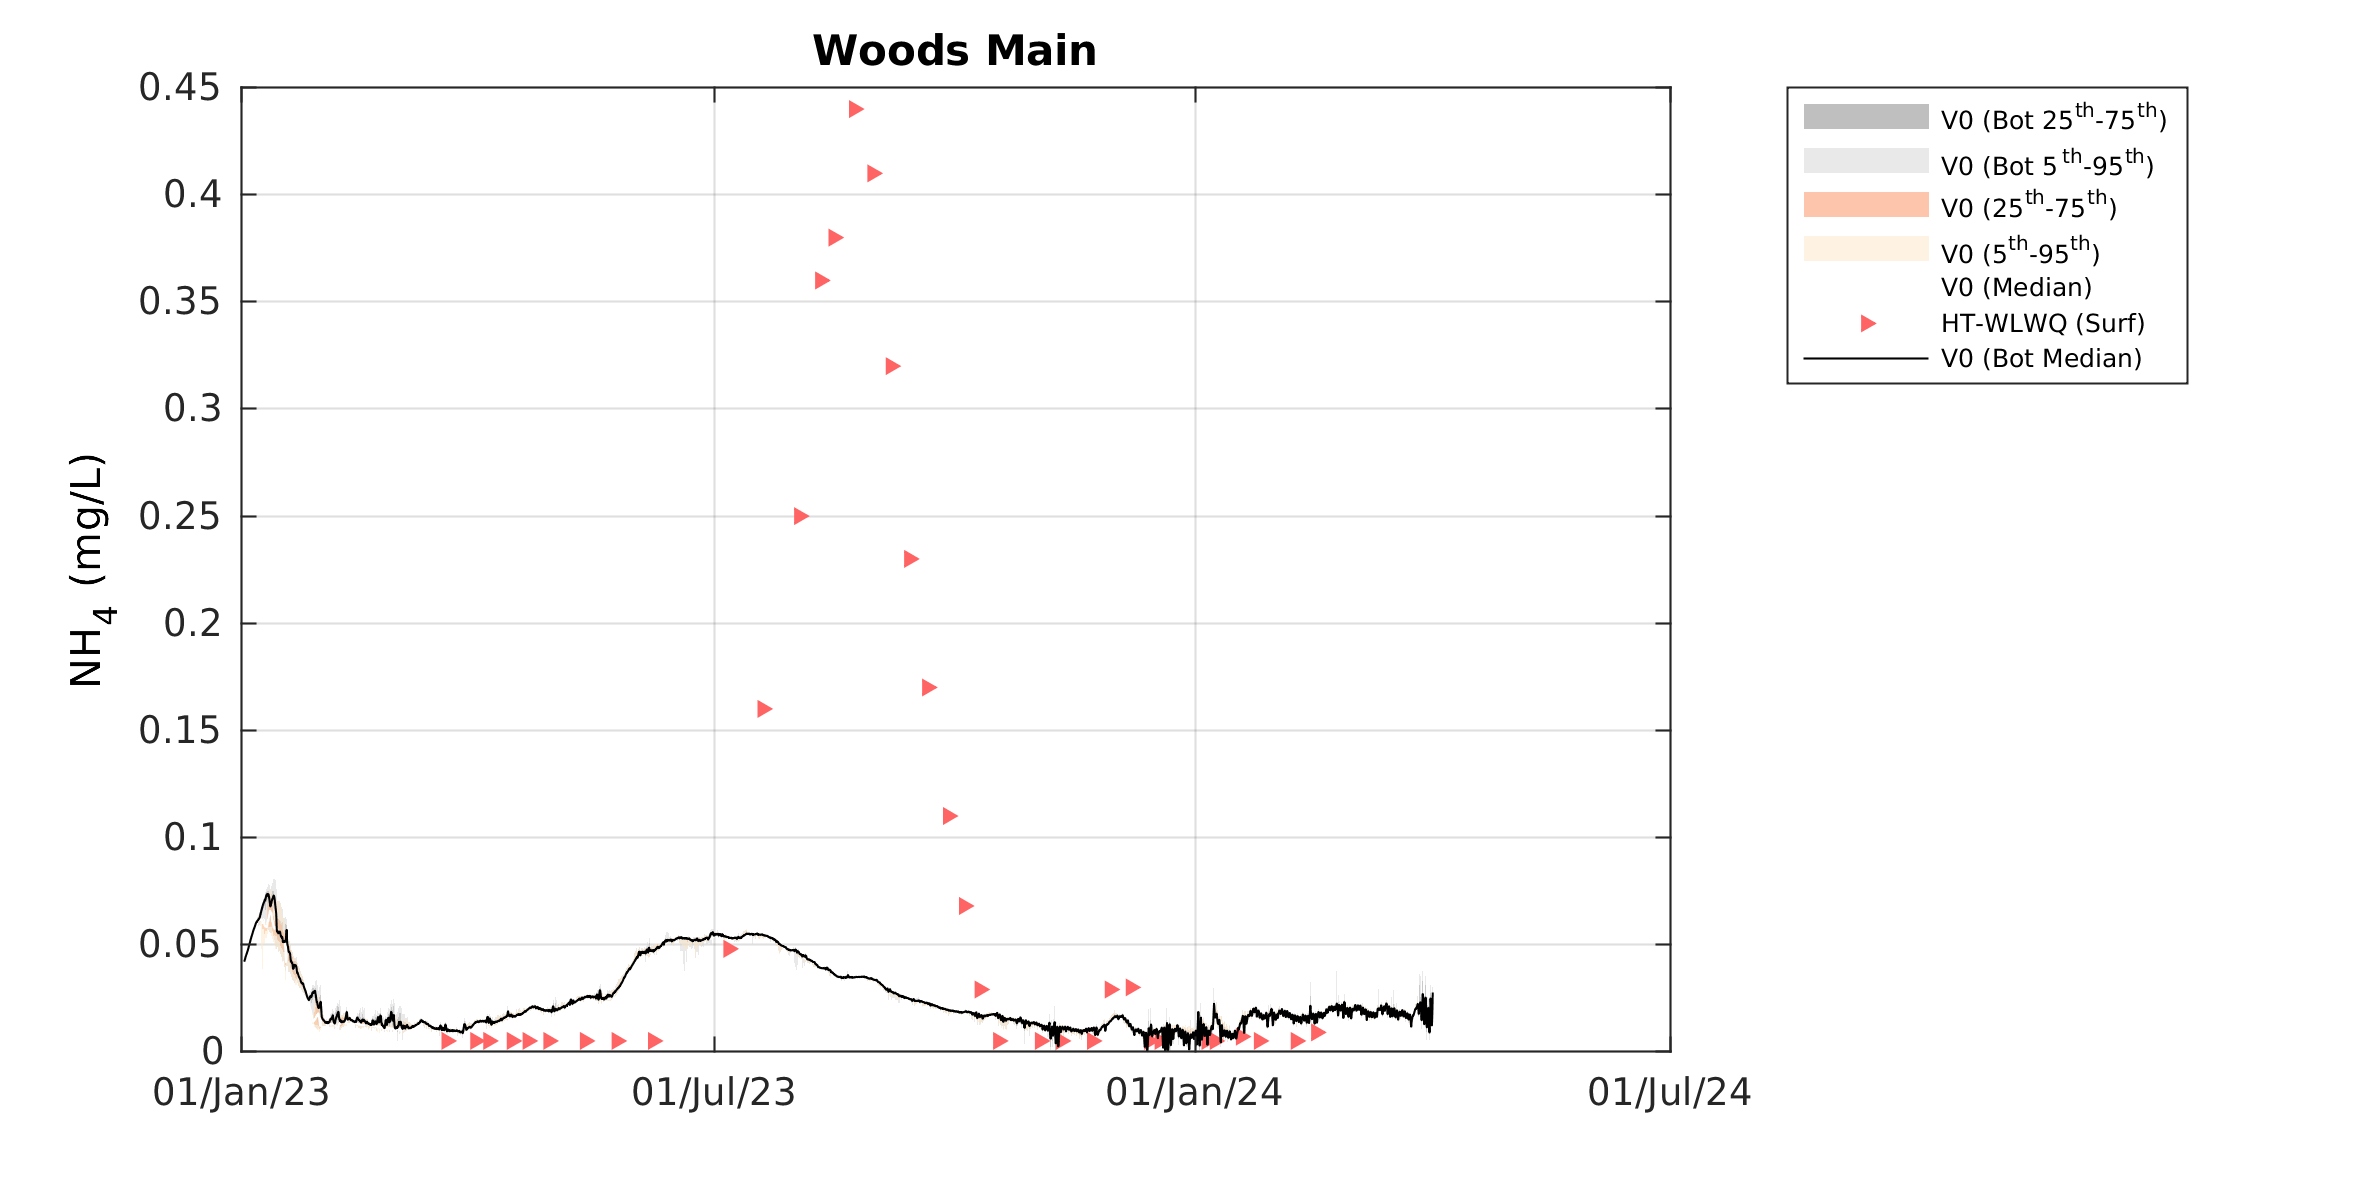 Woods Main
0.45
0.4
0.35
0.3
0.25
0.2
0.15
0.1
0.05
0
NH4 (mg/L)
01/Jan/23
01/Jul/23
01/Jan/24
01/Jul/24
V0 (Bot 25th-75th)
V0 (Bot 5th-95th)
V0 (25th-75th)
V0 (5th-95th)
V0 (Median)
HT-WLWQ (Surf)
V0 (Bot Median)